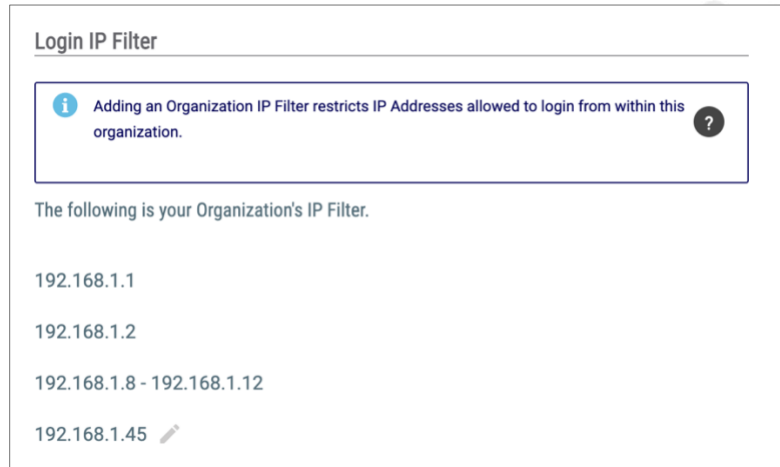 Login IP Filter
i Adding an Organization IP Filter restricts IP Addresses allowed to login from within this ?
organization.
The following is your Organization's IP Filter.
192.168.1.1
192.168.1.2
192.168.1.8 - 192.168.1.12
192.168.1.45